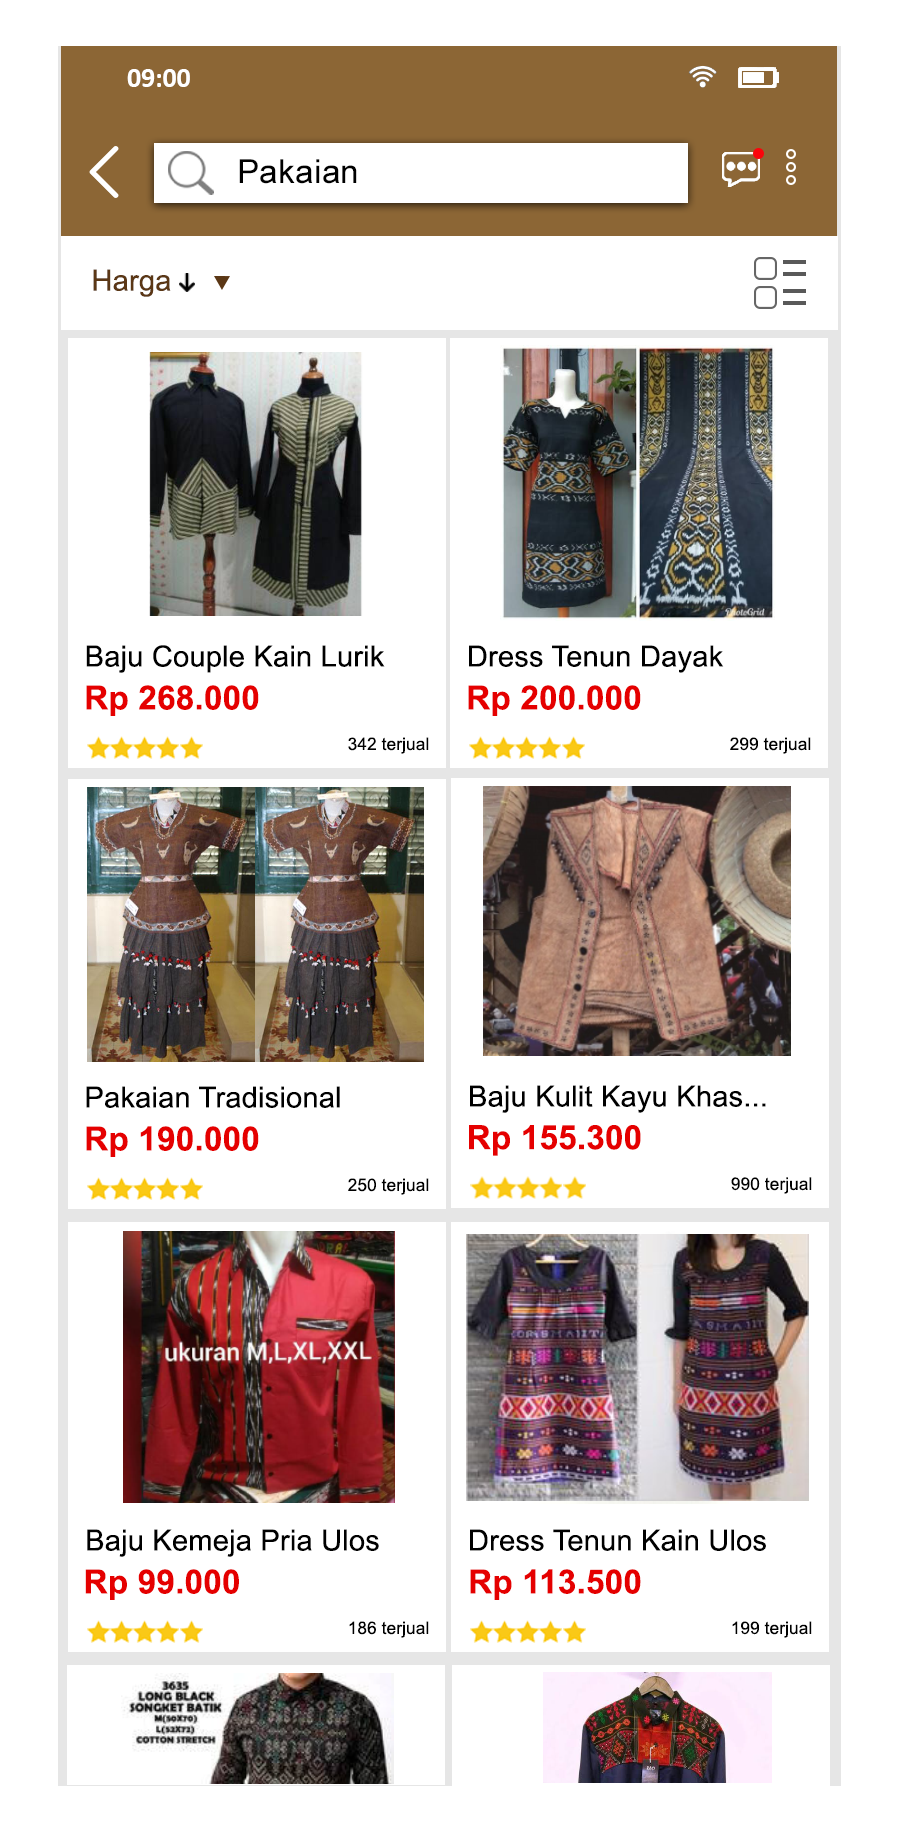 09:00
Pakaian
Harga
PhotoGrid
Baju Couple Kain Lurik
Rp 268.000
342 terjual
Dress Tenun Dayak
Rp 200.000
299 terjual
Pakaian Tradisional
Rp 190.000
250 terjual
Baju Kulit Kayu Khas...
Rp 155.300
990 terjual
ukuran M,L,XL,XXL
Baju Kemeja Pria Ulos
Rp 99.000
186 terjual
Dress Tenun Kain Ulos
Rp 113.500
199 terjual
3635
LONG BLACK
SONGKET BATIK
M(50X70)
L(52X72)
COTTON STRETCH